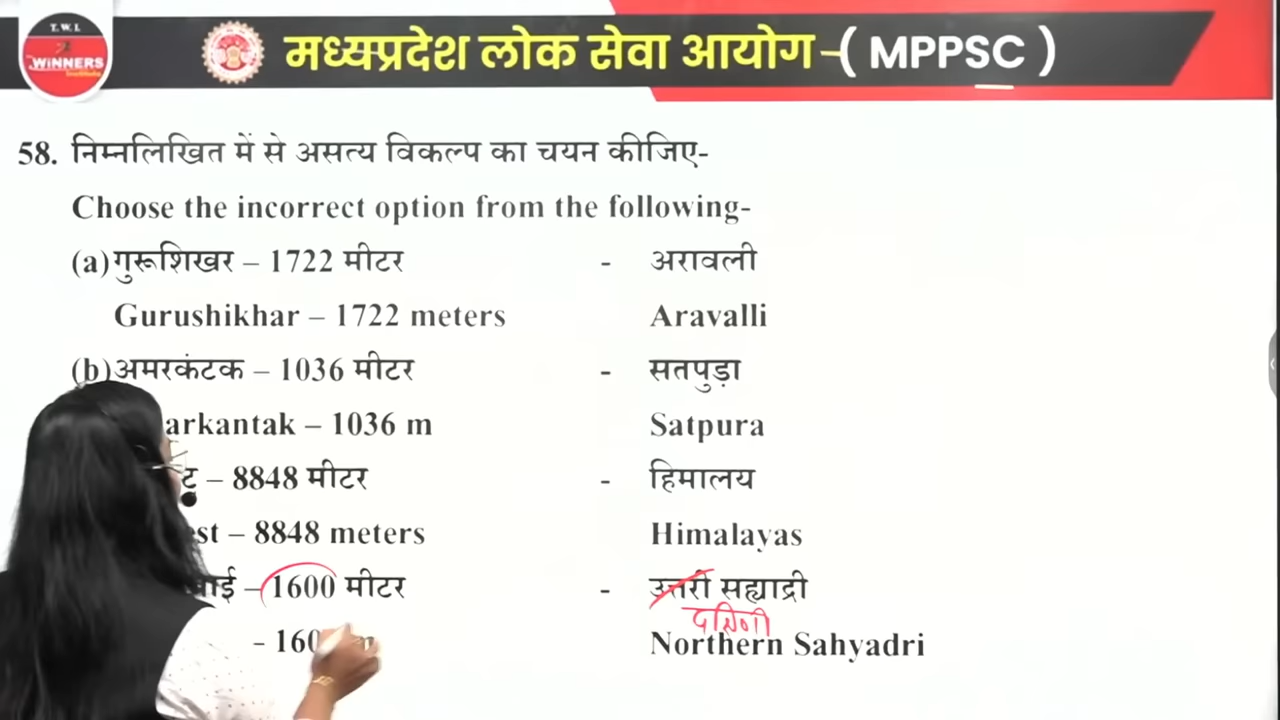 T. W. I.
WiNNERS
मध्यप्रदेश लोक सेवा आयोग – ( MPPSC )
58. निम्नलिखित में से असत्य विकल्प का चयन कीजिए-
Choose the incorrect option from the following-
(a) गुरूशिखर – 1722 मीटर - अरावली
Gurushikhar – 1722 meters Aravalli
(b) अमरकंटक – 1036 मीटर - सतपुड़ा
arkantak – 1036 m Satpura
– 8848 मीटर - हिमालय
est – 8848 meters Himalayas
– 1600 मीटर - उत्तरी सह्याद्री
दक्षिणी
- 160 Northern Sahyadri